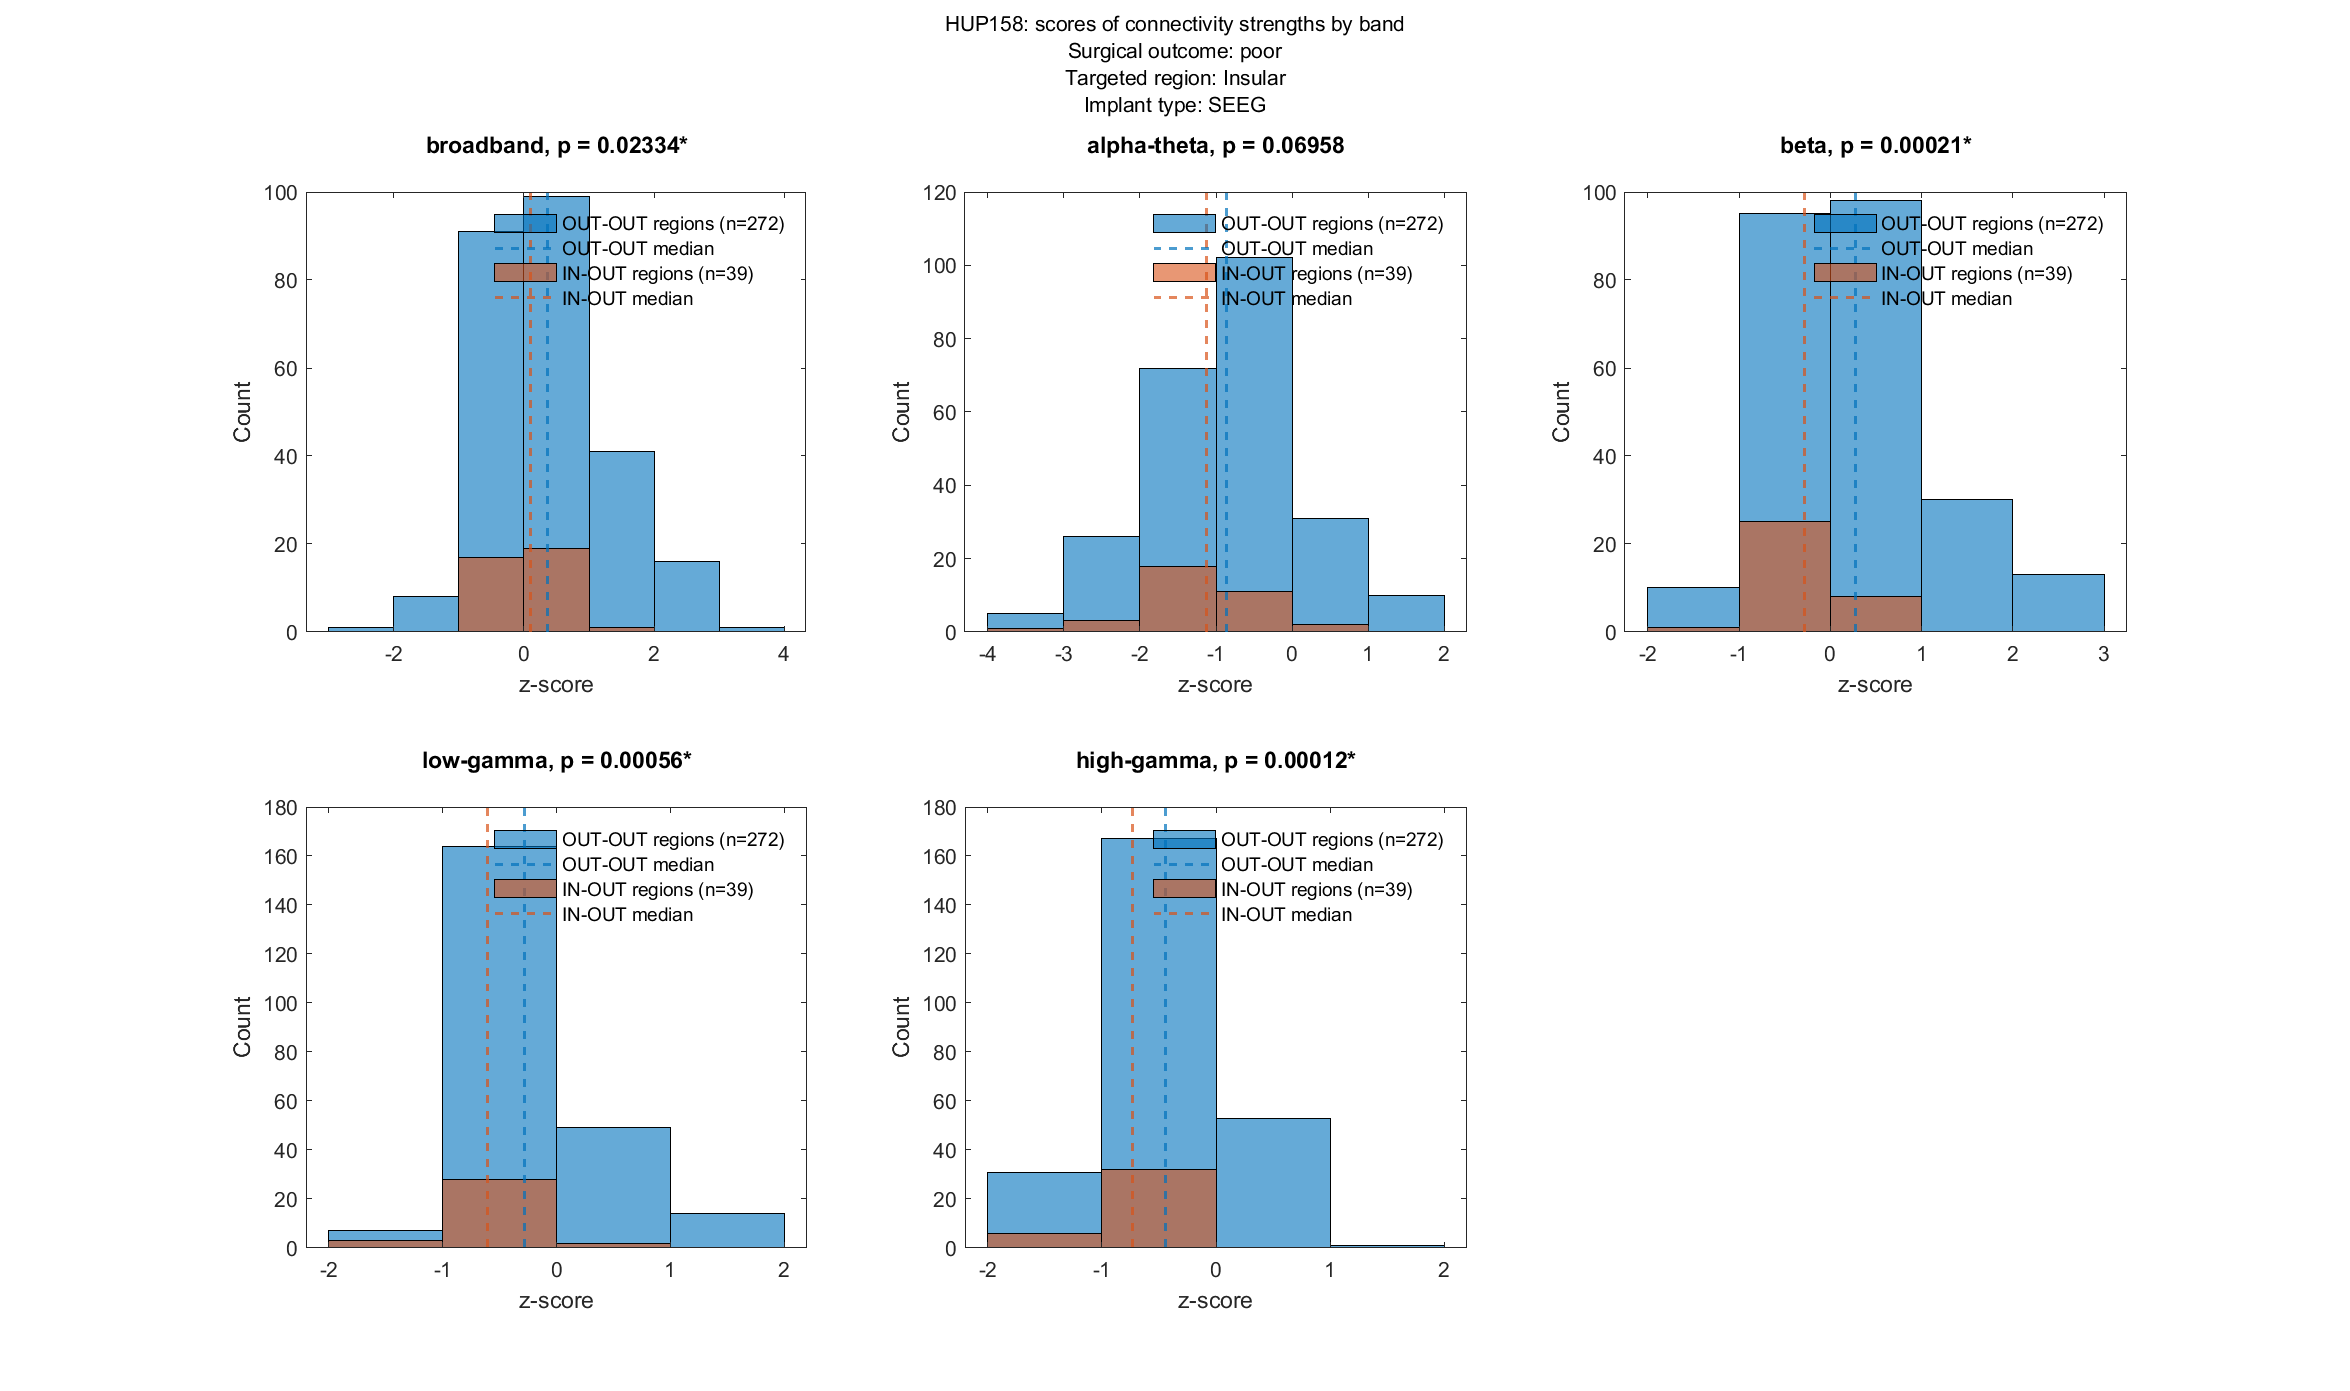 HUP158: scores of connectivity strengths by band
Surgical outcome: poor
Targeted region: Insular
Implant type: SEEG
broadband, p = 0.02334*
100
80
60
40
20
0
Count
-2
0
2
4
z-score
OUT-OUT regions (n=272)
OUT-OUT median
IN-OUT regions (n=39)
IN-OUT median
alpha-theta, p = 0.06958
120
100
80
60
40
20
0
Count
-4
-3
-2
-1
0
1
2
z-score
OUT-OUT regions (n=272)
OUT-OUT median
IN-OUT regions (n=39)
IN-OUT median
beta, p = 0.00021*
100
80
60
40
20
0
Count
-2
-1
0
1
2
3
z-score
OUT-OUT regions (n=272)
OUT-OUT median
IN-OUT regions (n=39)
IN-OUT median
low-gamma, p = 0.00056*
180
160
140
120
100
80
60
40
20
0
Count
-2
-1
0
1
2
z-score
OUT-OUT regions (n=272)
OUT-OUT median
IN-OUT regions (n=39)
IN-OUT median
high-gamma, p = 0.00012*
180
160
140
120
100
80
60
40
20
0
Count
-2
-1
0
1
2
z-score
OUT-OUT regions (n=272)
OUT-OUT median
IN-OUT regions (n=39)
IN-OUT median